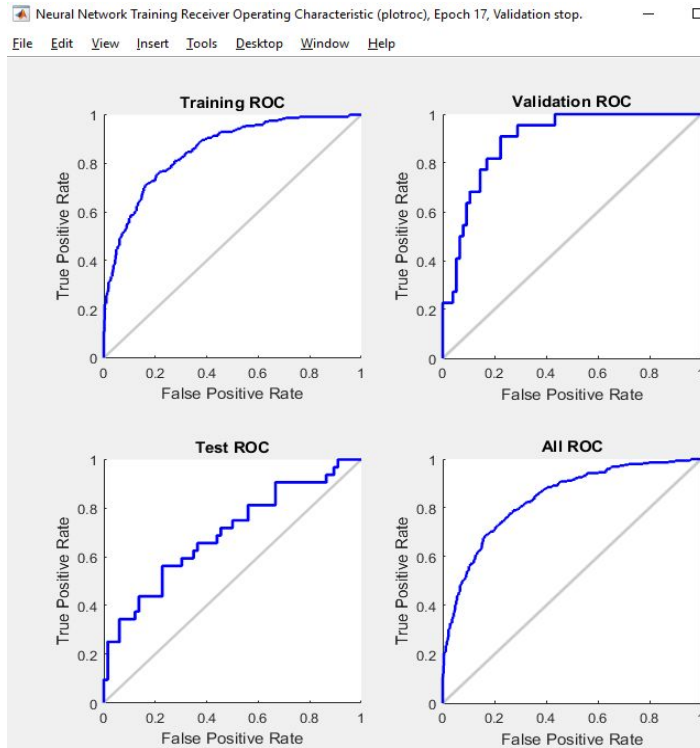 Neural Network Training Receiver Operating Characteristic (plotroc), Epoch 17, Validation stop.
File Edit View Insert Tools Desktop Window Help
Training ROC
1
0.8
0.6
0.4
0.2
0
True Positive Rate
0 0.2 0.4 0.6 0.8 1
False Positive Rate
Validation ROC
1
0.8
0.6
0.4
0.2
0
True Positive Rate
0 0.2 0.4 0.6 0.8 1
False Positive Rate
Test ROC
1
0.8
0.6
0.4
0.2
0
True Positive Rate
0 0.2 0.4 0.6 0.8 1
False Positive Rate
All ROC
1
0.8
0.6
0.4
0.2
0
True Positive Rate
0 0.2 0.4 0.6 0.8 1
False Positive Rate